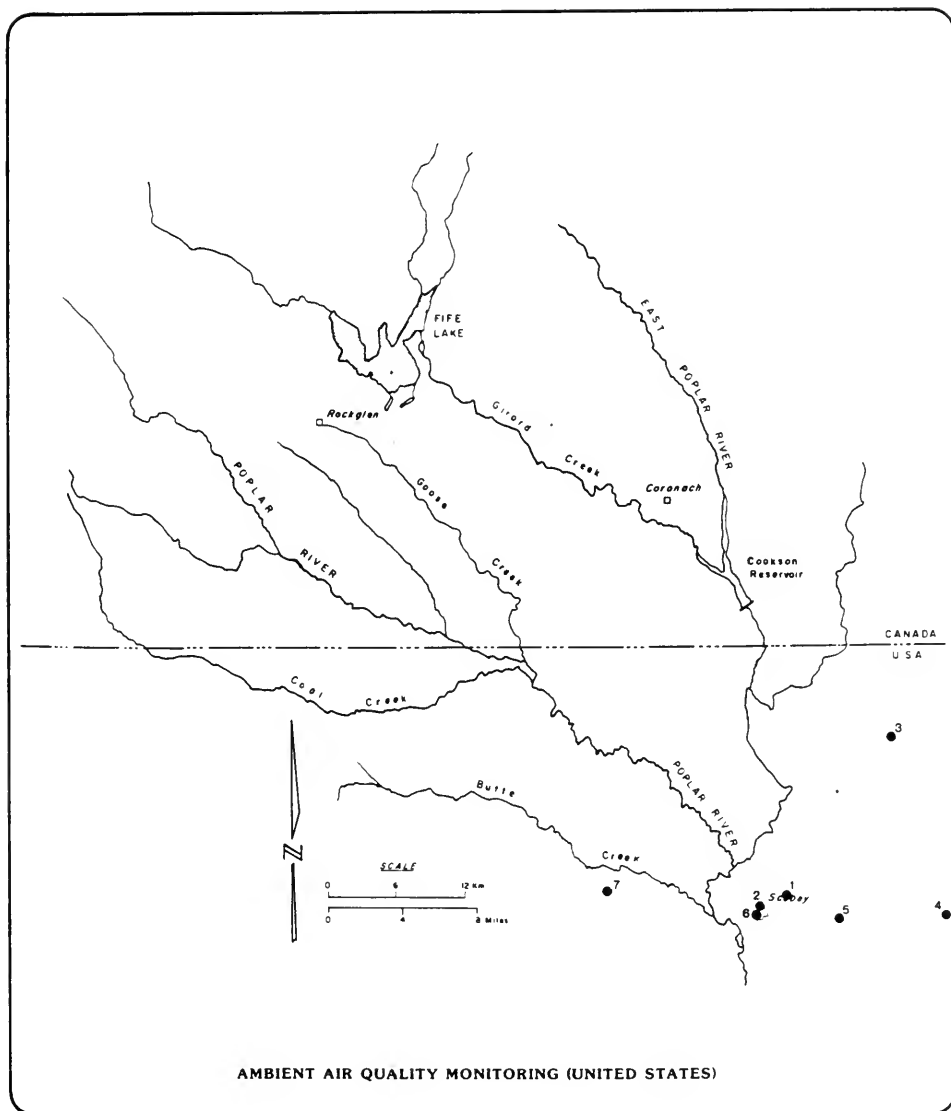 FIFE
LAKE
EAST
POPLAR RIVER
Rockglen
Girard
Creek
Coronach
Goose
Creek
POPLAR
RIVER
Cookson
Reservoir
CANADA
USA
Coal
Creek
3
POPLAR RIVER
Butte
Creek
N
SCALE
0 6 12 Km
0 4 8 Miles
7
1
2
6
5
4
AMBIENT AIR QUALITY MONITORING (UNITED STATES)